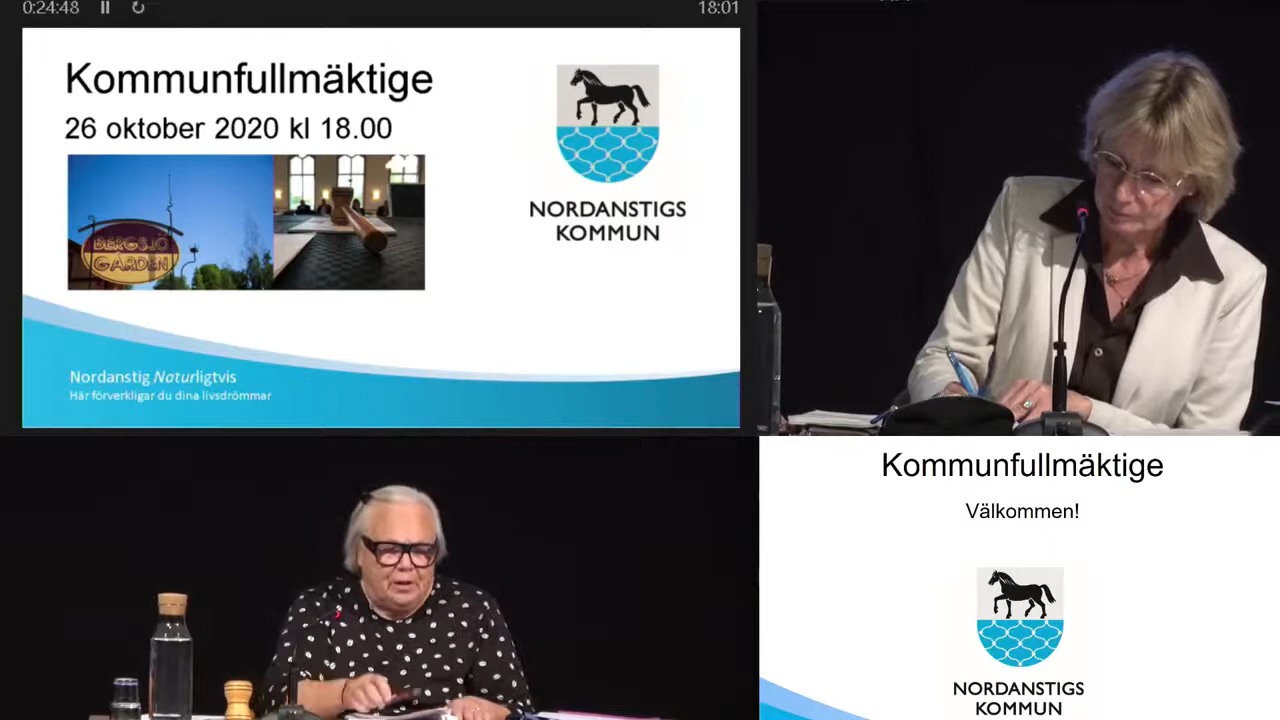 0:24:48
18:01
Kommunfullmäktige
26 oktober 2020 kl 18.00
BERGSJÖ
GÅRDEN
NORDANSTIGS
KOMMUN
Nordanstig Naturligtvis
Här förverkligar du dina livsdrömmar
Kommunfullmäktige
Välkommen!
NORDANSTIGS
KOMMUN